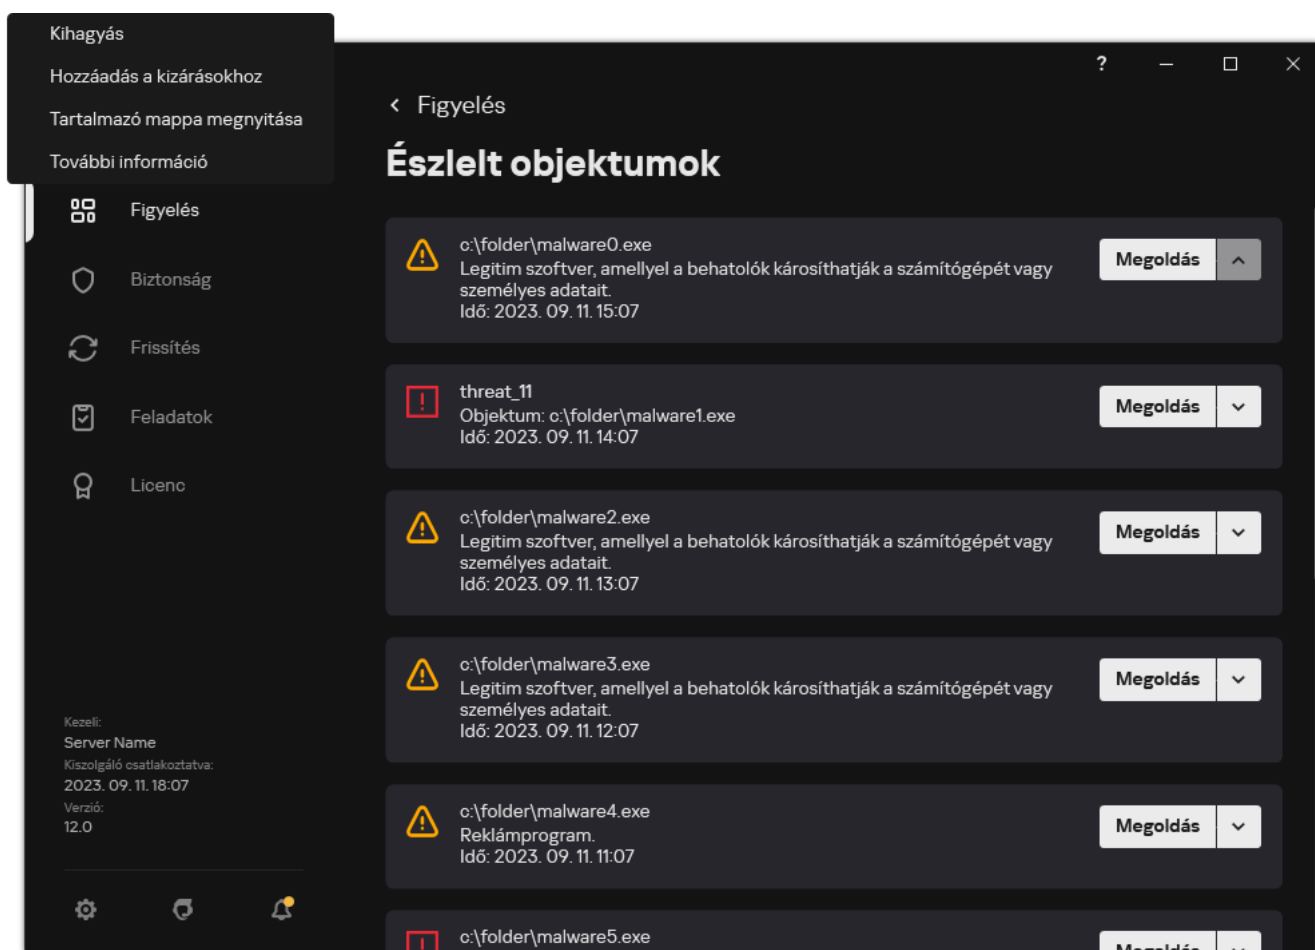 Kihagyás
Hozzáadás a kizárásokhoz
Tartalmazó mappa megnyitása
További információ
?
Figyelés
Észlelt objektumok
Figyelés
Biztonság
Frissítés
Feladatok
Licenc
Kezeli:
Server Name
Kiszolgáló csatlakoztatva:
2023. 09. 11. 18:07
Verzió:
12.0
c:\folder\malware0.exe
Legitim szoftver, amellyel a behatolók károsíthatják a számítógépét vagy
személyes adatait.
Idő: 2023. 09. 11. 15:07
Megoldás
threat_11
Objektum: c:\folder\malware1.exe
Idő: 2023. 09. 11. 14:07
Megoldás
c:\folder\malware2.exe
Legitim szoftver, amellyel a behatolók károsíthatják a számítógépét vagy
személyes adatait.
Idő: 2023. 09. 11. 13:07
Megoldás
c:\folder\malware3.exe
Legitim szoftver, amellyel a behatolók károsíthatják a számítógépét vagy
személyes adatait.
Idő: 2023. 09. 11. 12:07
Megoldás
c:\folder\malware4.exe
Reklámprogram.
Idő: 2023. 09. 11. 11:07
Megoldás
c:\folder\malware5.exe
Megoldás